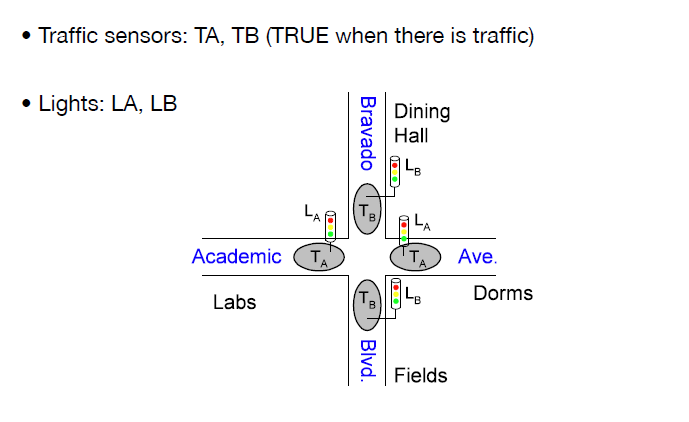 • Traffic sensors: TA, TB (TRUE when there is traffic)
• Lights: LA, LB
Bravado
Dining
Hall
LB
LA
TB
LA
Academic
TA
TA
Ave.
Labs
TB
LB
Dorms
Blvd.
Fields